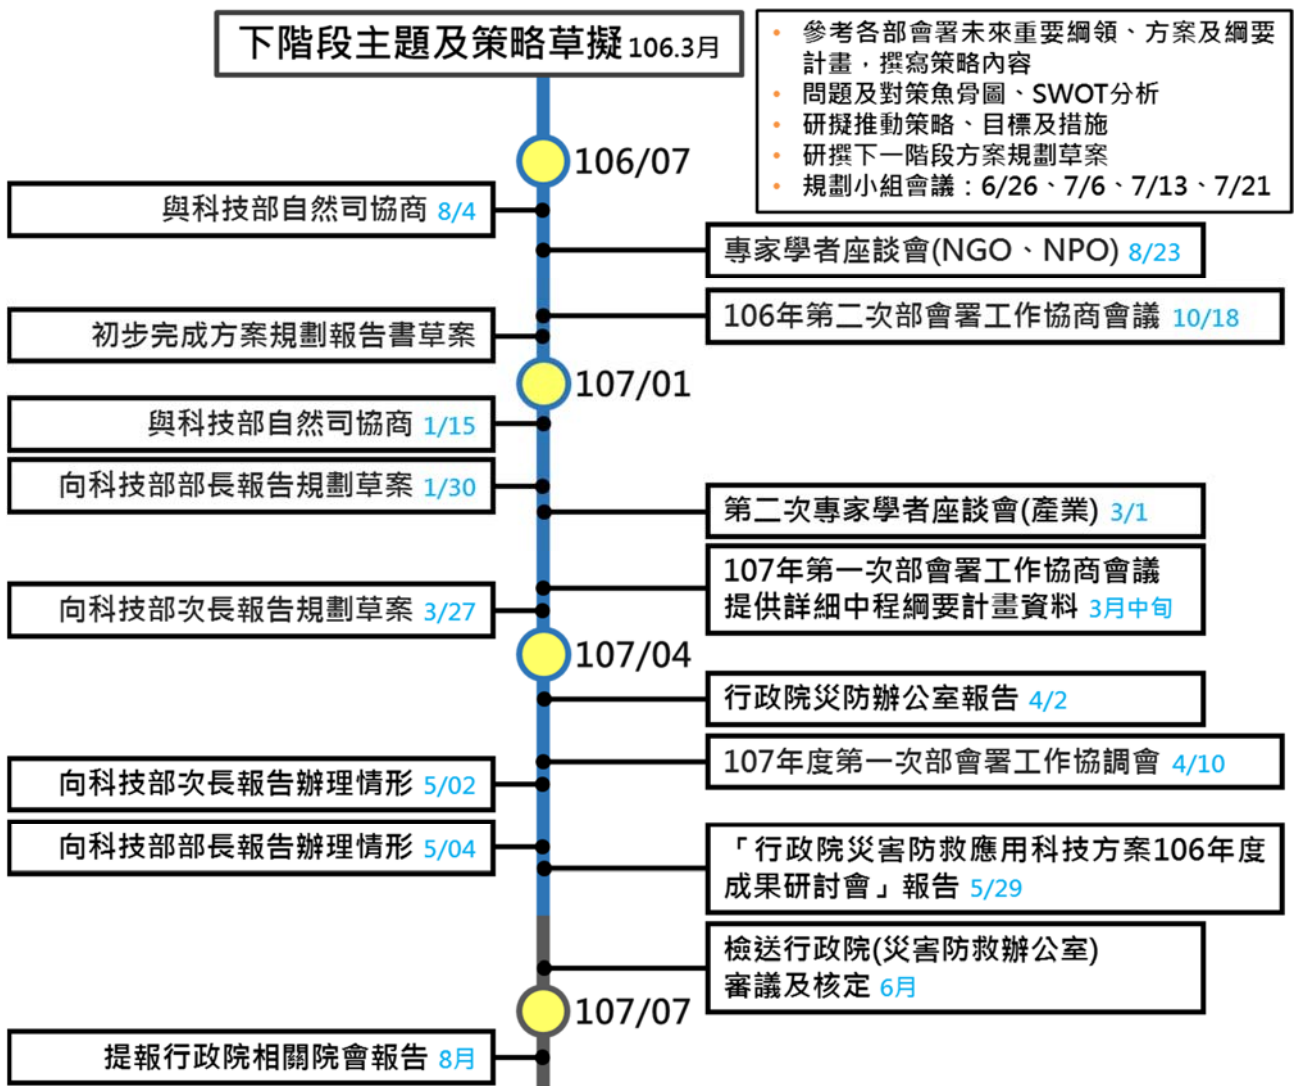 下階段主題及策略草擬 106.3月
• 參考各部會署未來重要綱領、方案及綱要
計畫，撰寫策略內容
• 問題及對策魚骨圖、SWOT分析
• 研擬推動策略、目標及措施
• 研撰下一階段方案規劃草案
• 規劃小組會議：6/26、7/6、7/13、7/21
106/07
與科技部自然司協商 8/4
專家學者座談會(NGO、NPO) 8/23
106年第二次部會署工作協商會議 10/18
初步完成方案規劃報告書草案
107/01
與科技部自然司協商 1/15
向科技部部長報告規劃草案 1/30
第二次專家學者座談會(產業) 3/1
107年第一次部會署工作協商會議
提供詳細中程綱要計畫資料 3月中旬
向科技部次長報告規劃草案 3/27
107/04
行政院災防辦公室報告 4/2
107年度第一次部會署工作協調會 4/10
向科技部次長報告辦理情形 5/02
向科技部部長報告辦理情形 5/04
「行政院災害防救應用科技方案106年度
成果研討會」報告 5/29
檢送行政院(災害防救辦公室)
審議及核定 6月
107/07
提報行政院相關院會報告 8月